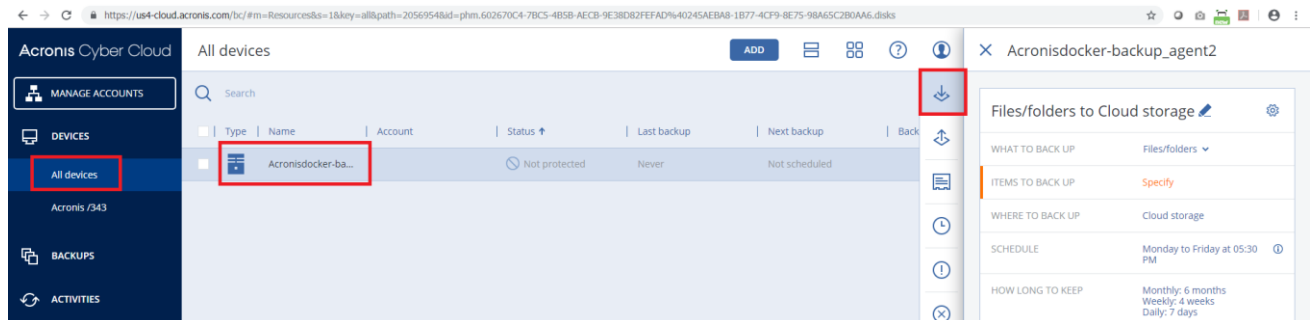 https://us4-cloud.acronis.com/bc/#m=Resources&s=1&key=all&path=2056954&id=phm.602670C4-7BC5-4B5B-AECB-9E38D82FEFAD%40245AEBA8-1B77-4CF9-8E75-98A65C2B0AA6.disks
Acronis Cyber Cloud
All devices
ADD
Acronisdocker-backup_agent2
MANAGE ACCOUNTS
Search
Files/folders to Cloud storage
DEVICES
Type
Name
Account
Status
Last backup
Next backup
Back
WHAT TO BACK UP
Files/folders
Acronisdocker-ba...
Not protected
Never
Not scheduled
All devices
ITEMS TO BACK UP
Specify
Acronis /343
WHERE TO BACK UP
Cloud storage
BACKUPS
SCHEDULE
Monday to Friday at 05:30
PM
ACTIVITIES
HOW LONG TO KEEP
Monthly: 6 months
Weekly: 4 weeks
Daily: 7 days